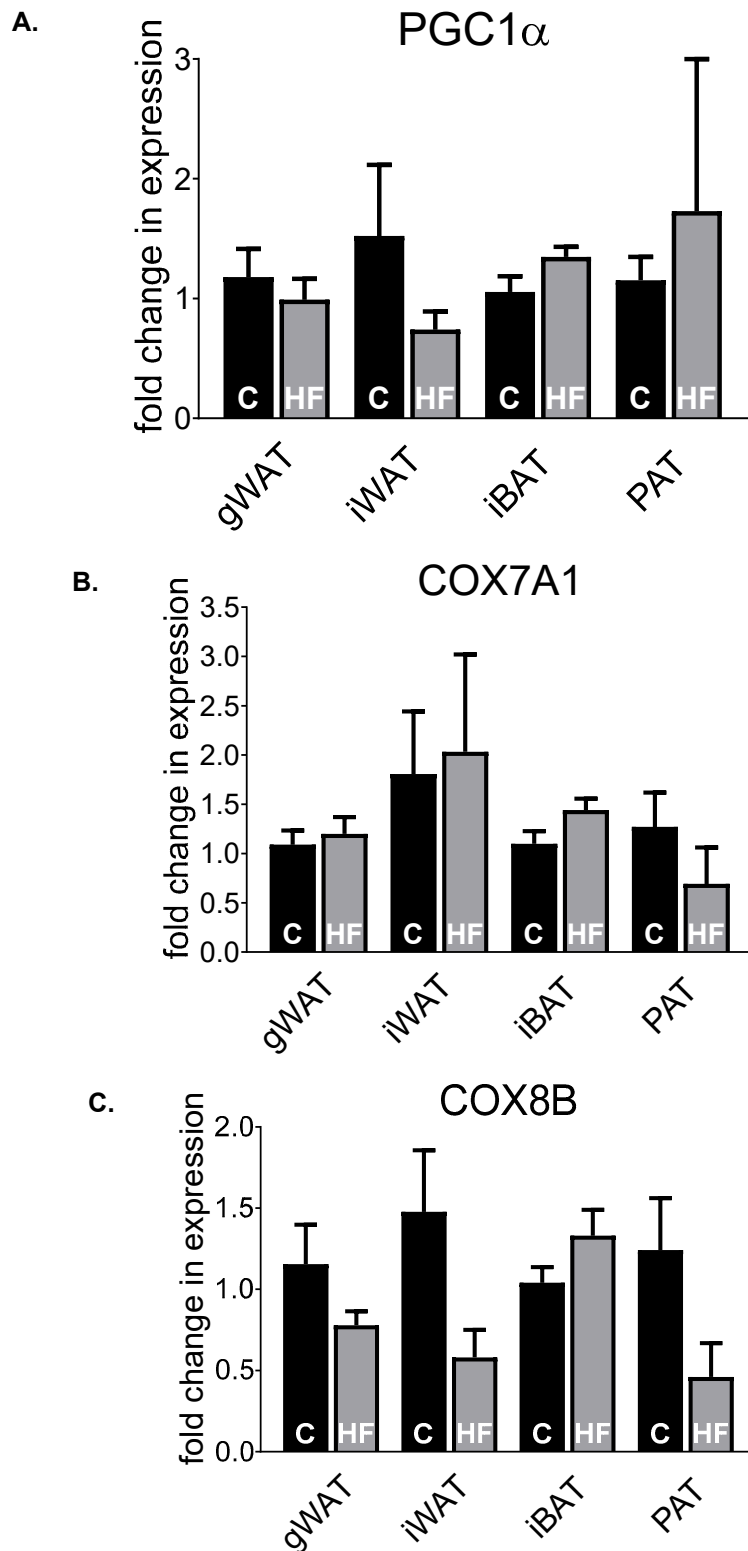 A.
PGC1α
fold change in expression
3
2
1
0
C HF C HF C HF C HF
gWAT iWAT iBAT PAT
B.
COX7A1
fold change in expression
3.5
3.0
2.5
2.0
1.5
1.0
0.5
0.0
C HF C HF C HF C HF
gWAT iWAT iBAT PAT
C.
COX8B
fold change in expression
2.0
1.5
1.0
0.5
0.0
C HF C HF C HF C HF
gWAT iWAT iBAT PAT